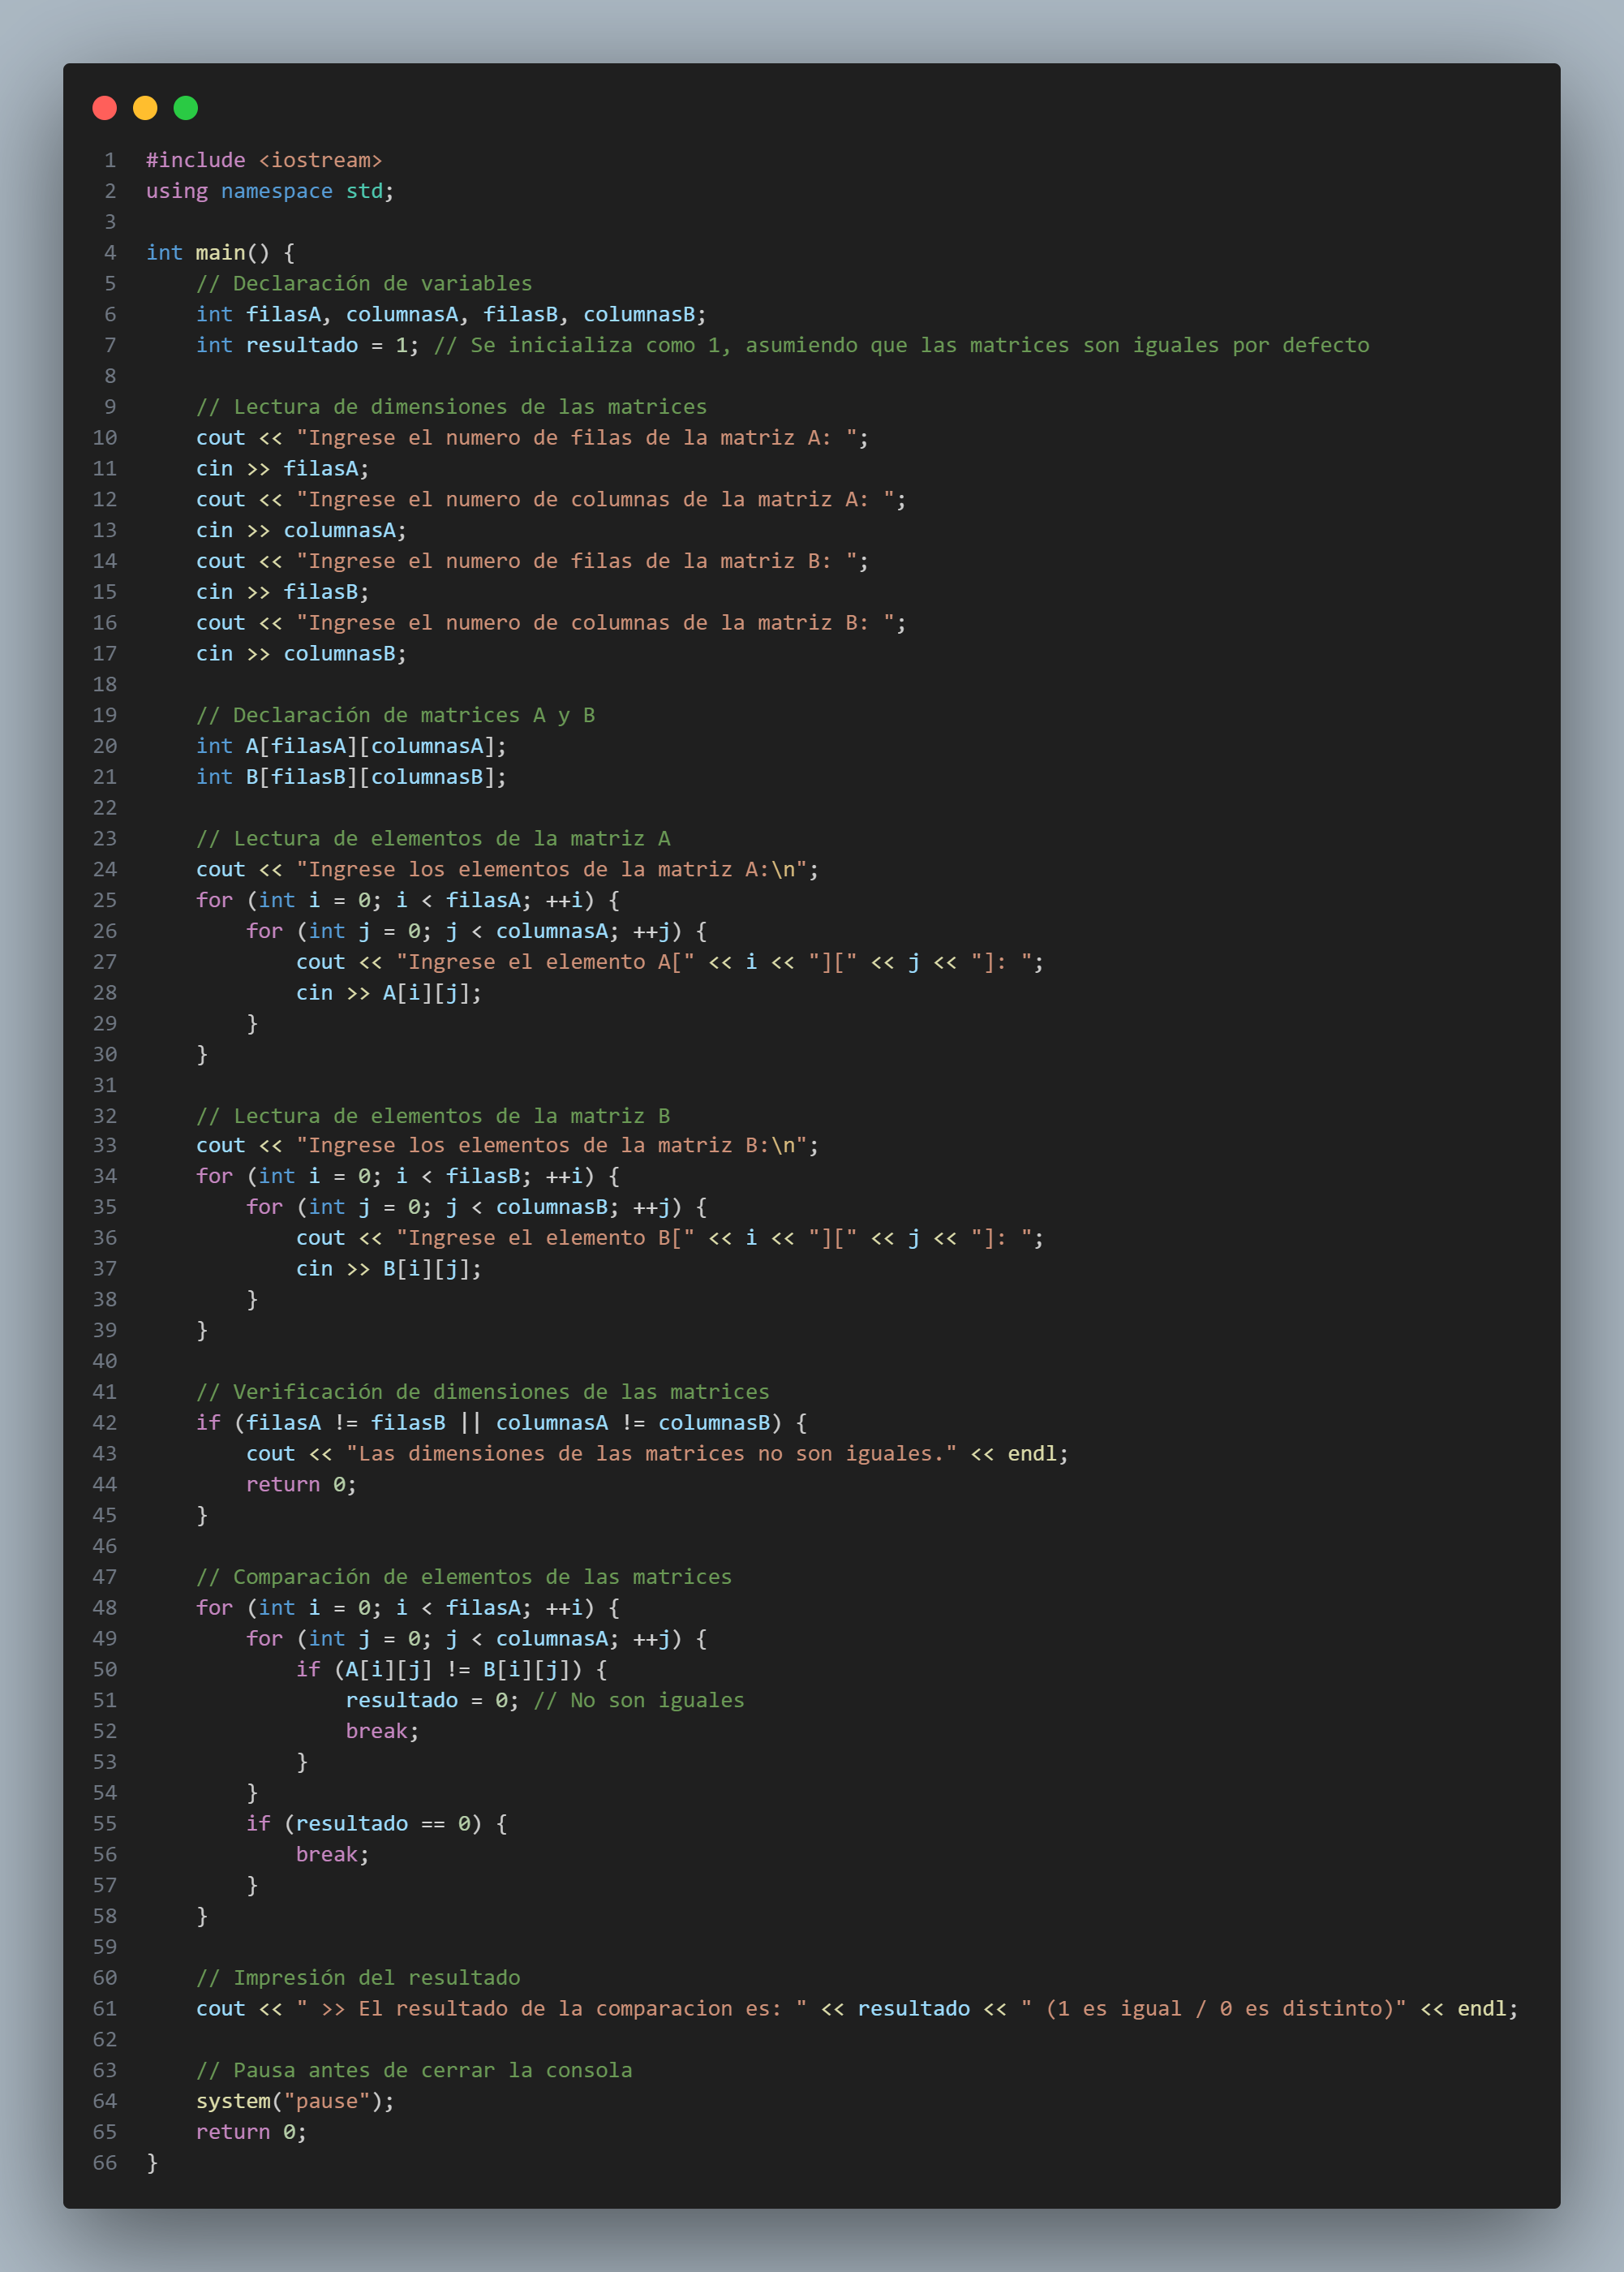 1 #include <iostream>
2 using namespace std;
3
4 int main() {
5     // Declaración de variables
6     int filasA, columnasA, filasB, columnasB;
7     int resultado = 1; // Se inicializa como 1, asumiendo que las matrices son iguales por defecto
8
9     // Lectura de dimensiones de las matrices
10     cout << "Ingrese el numero de filas de la matriz A: ";
11     cin >> filasA;
12     cout << "Ingrese el numero de columnas de la matriz A: ";
13     cin >> columnasA;
14     cout << "Ingrese el numero de filas de la matriz B: ";
15     cin >> filasB;
16     cout << "Ingrese el numero de columnas de la matriz B: ";
17     cin >> columnasB;
18
19     // Declaración de matrices A y B
20     int A[filasA][columnasA];
21     int B[filasB][columnasB];
22
23     // Lectura de elementos de la matriz A
24     cout << "Ingrese los elementos de la matriz A:\n";
25     for (int i = 0; i < filasA; ++i) {
26         for (int j = 0; j < columnasA; ++j) {
27             cout << "Ingrese el elemento A[" << i << "][" << j << "]: ";
28             cin >> A[i][j];
29         }
30     }
31
32     // Lectura de elementos de la matriz B
33     cout << "Ingrese los elementos de la matriz B:\n";
34     for (int i = 0; i < filasB; ++i) {
35         for (int j = 0; j < columnasB; ++j) {
36             cout << "Ingrese el elemento B[" << i << "][" << j << "]: ";
37             cin >> B[i][j];
38         }
39     }
40
41     // Verificación de dimensiones de las matrices
42     if (filasA != filasB || columnasA != columnasB) {
43         cout << "Las dimensiones de las matrices no son iguales." << endl;
44         return 0;
45     }
46
47     // Comparación de elementos de las matrices
48     for (int i = 0; i < filasA; ++i) {
49         for (int j = 0; j < columnasA; ++j) {
50             if (A[i][j] != B[i][j]) {
51                 resultado = 0; // No son iguales
52                 break;
53             }
54         }
55         if (resultado == 0) {
56             break;
57         }
58     }
59
60     // Impresión del resultado
61     cout << " >> El resultado de la comparacion es: " << resultado << " (1 es igual / 0 es distinto)" << endl;
62
63     // Pausa antes de cerrar la consola
64     system("pause");
65     return 0;
66 }